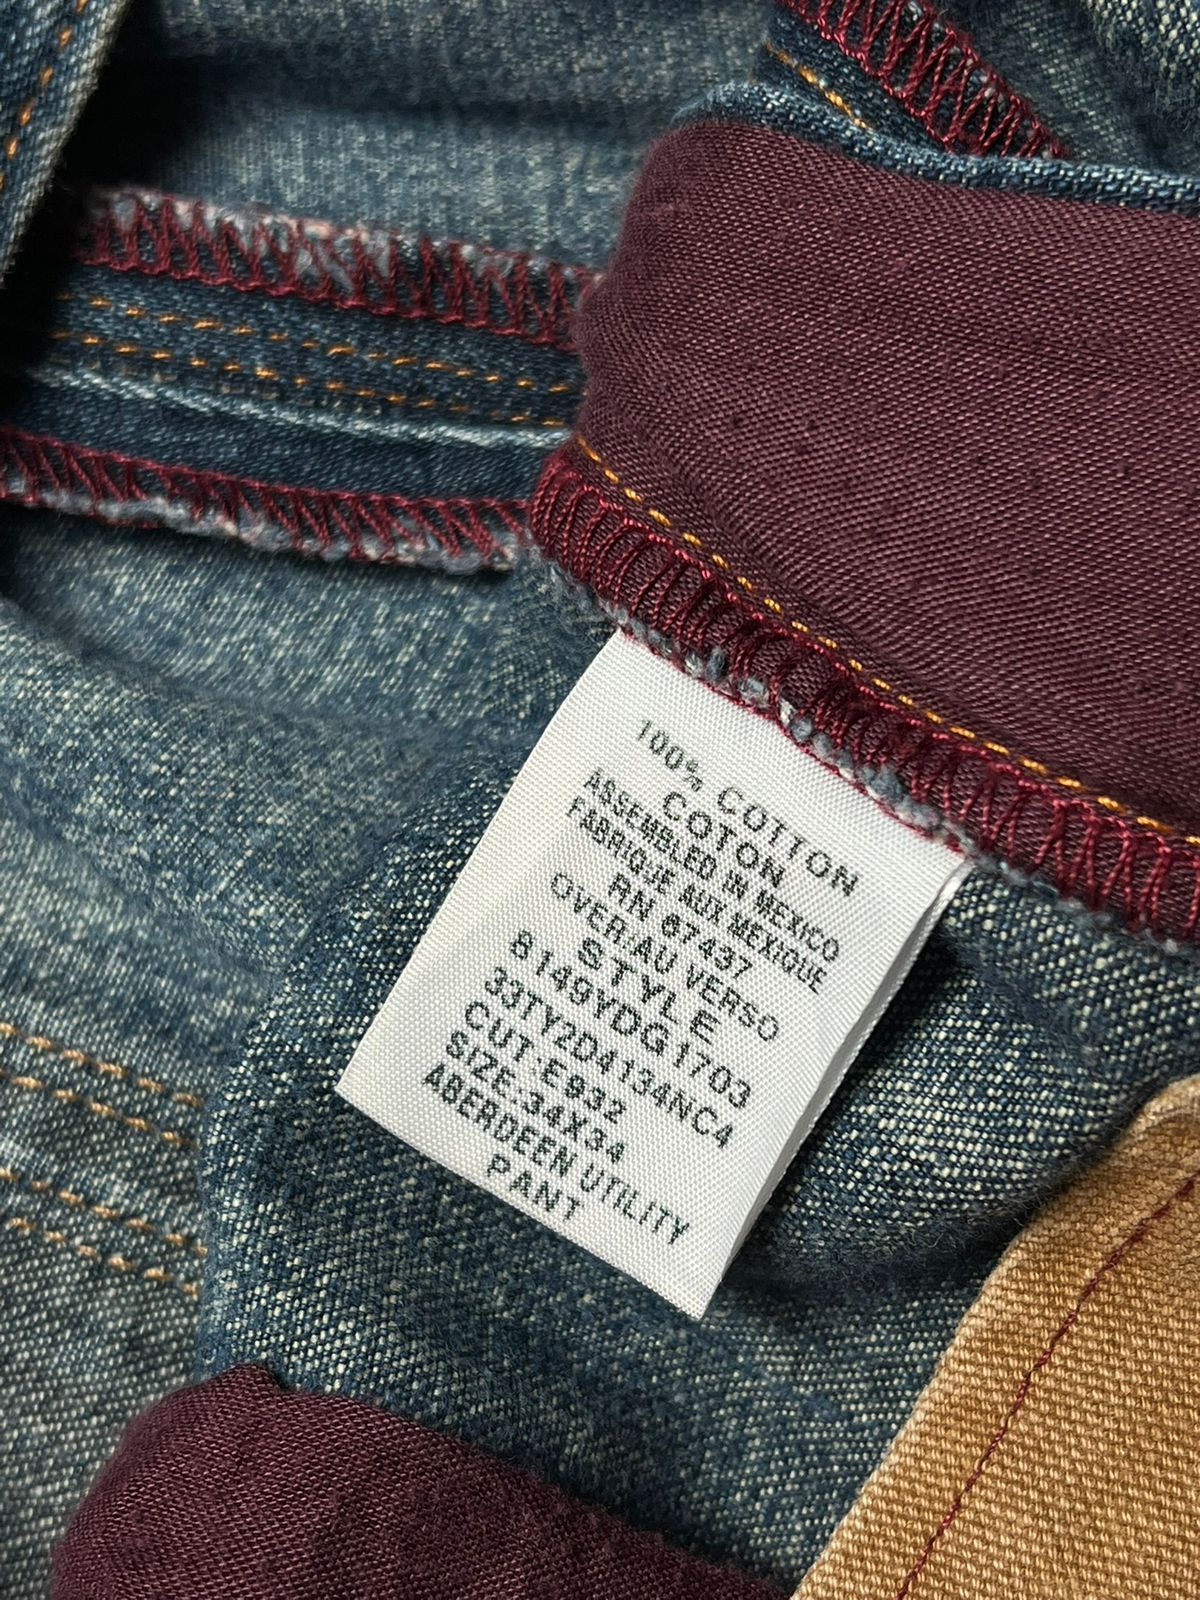 100% COTTON
COTON
ASSEMBLED IN MEXICO
FABRIQUE AUX MEXIQUE
RN 67437
OVER:AU VERSO
STYLE
8149YDG1703
33TY2D4134NC4
CUT:E932
SIZE:34X34
ABERDEEN UTILITY
PANT